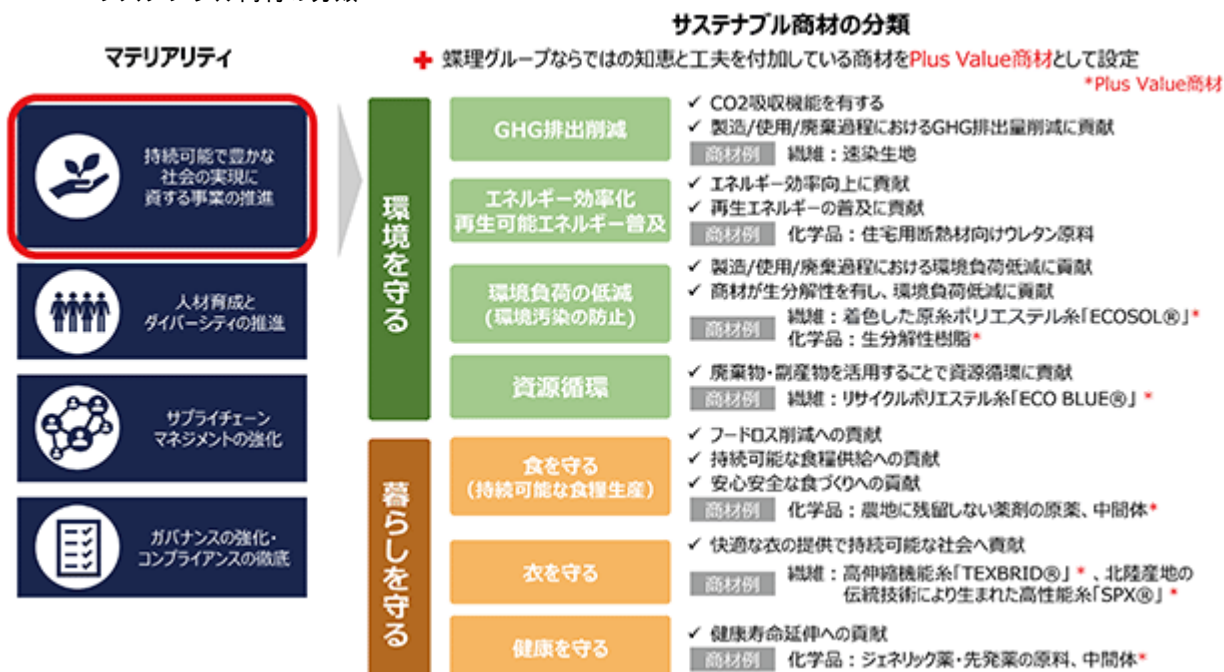 サステナブル商材の分類
マテリアリティ
+ 蝶理グループならではの知恵と工夫を付加している商材をPlus Value商材として設定
*Plus Value商材
持続可能で豊かな
社会の実現に
資する事業の推進
人材育成と
ダイバーシティの推進
サプライチェーン
マネジメントの強化
ガバナンスの強化・
コンプライアンスの徹底
環境を守る
GHG排出削減
✓ CO2吸収機能を有する
✓ 製造/使用/廃棄過程におけるGHG排出量削減に貢献
商材例 繊維：速染生地
エネルギー効率化
再生可能エネルギー普及
✓ エネルギー効率向上に貢献
✓ 再生エネルギーの普及に貢献
商材例 化学品：住宅用断熱材向けウレタン原料
環境負荷の低減
(環境汚染の防止)
✓ 製造/使用/廃棄過程における環境負荷低減に貢献
✓ 商材が生分解性を有し、環境負荷低減に貢献
商材例 繊維：着色した原糸ポリエステル糸「ECOSOL®」*
化学品：生分解性樹脂*
資源循環
✓ 廃棄物・副産物を活用することで資源循環に貢献
商材例 繊維：リサイクルポリエステル糸「ECO BLUE®」*
暮らしを守る
食を守る
(持続可能な食糧生産)
✓ フードロス削減への貢献
✓ 持続可能な食糧供給への貢献
✓ 安心安全な食づくりへの貢献
商材例 化学品：農地に残留しない薬剤の原薬、中間体*
衣を守る
✓ 快適な衣の提供で持続可能な社会へ貢献
商材例 繊維：高伸縮機能糸「TEXBRID®」*、北陸産地の
伝統技術により生まれた高性能糸「SPX®」*
健康を守る
✓ 健康寿命延伸への貢献
商材例 化学品：ジェネリック薬・先発薬の原料、中間体*